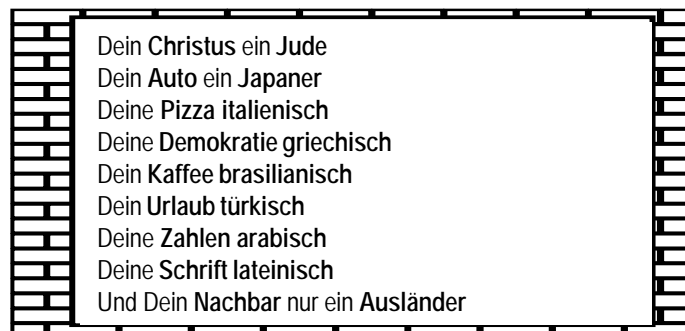 Dein Christus ein Jude
Dein Auto ein Japaner
Deine Pizza italienisch
Deine Demokratie griechisch
Dein Kaffee brasilianisch
Dein Urlaub türkisch
Deine Zahlen arabisch
Deine Schrift lateinisch
Und Dein Nachbar nur ein Ausländer